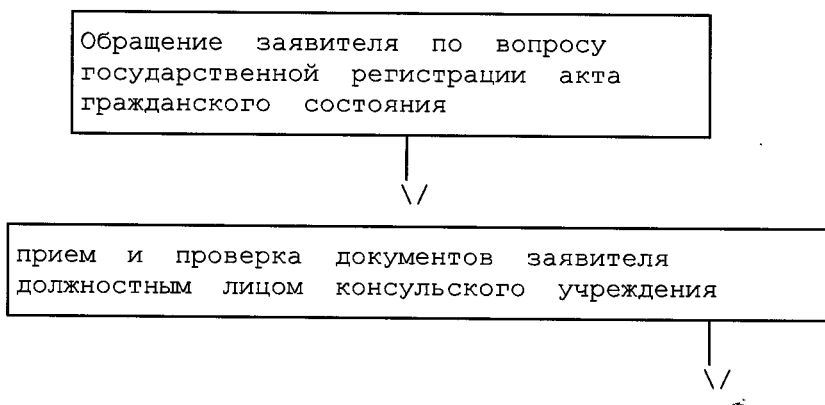 Обращение заявителя по вопросу
государственной регистрации акта
гражданского состояния
прием и проверка документов заявителя
должностным лицом консульского учреждения